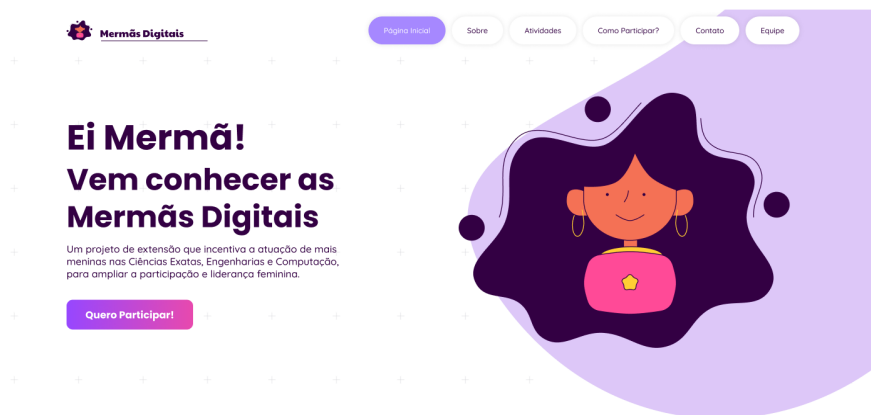 Mermãs Digitais
Página Inicial
Sobre
Atividades
Como Participar?
Contato
Equipe
Ei Mermã!
Vem conhecer as
Mermãs Digitais
Um projeto de extensão que incentiva a atuação de mais
meninas nas Ciências Exatas, Engenharias e Computação,
para ampliar a participação e liderança feminina.
Quero Participar!